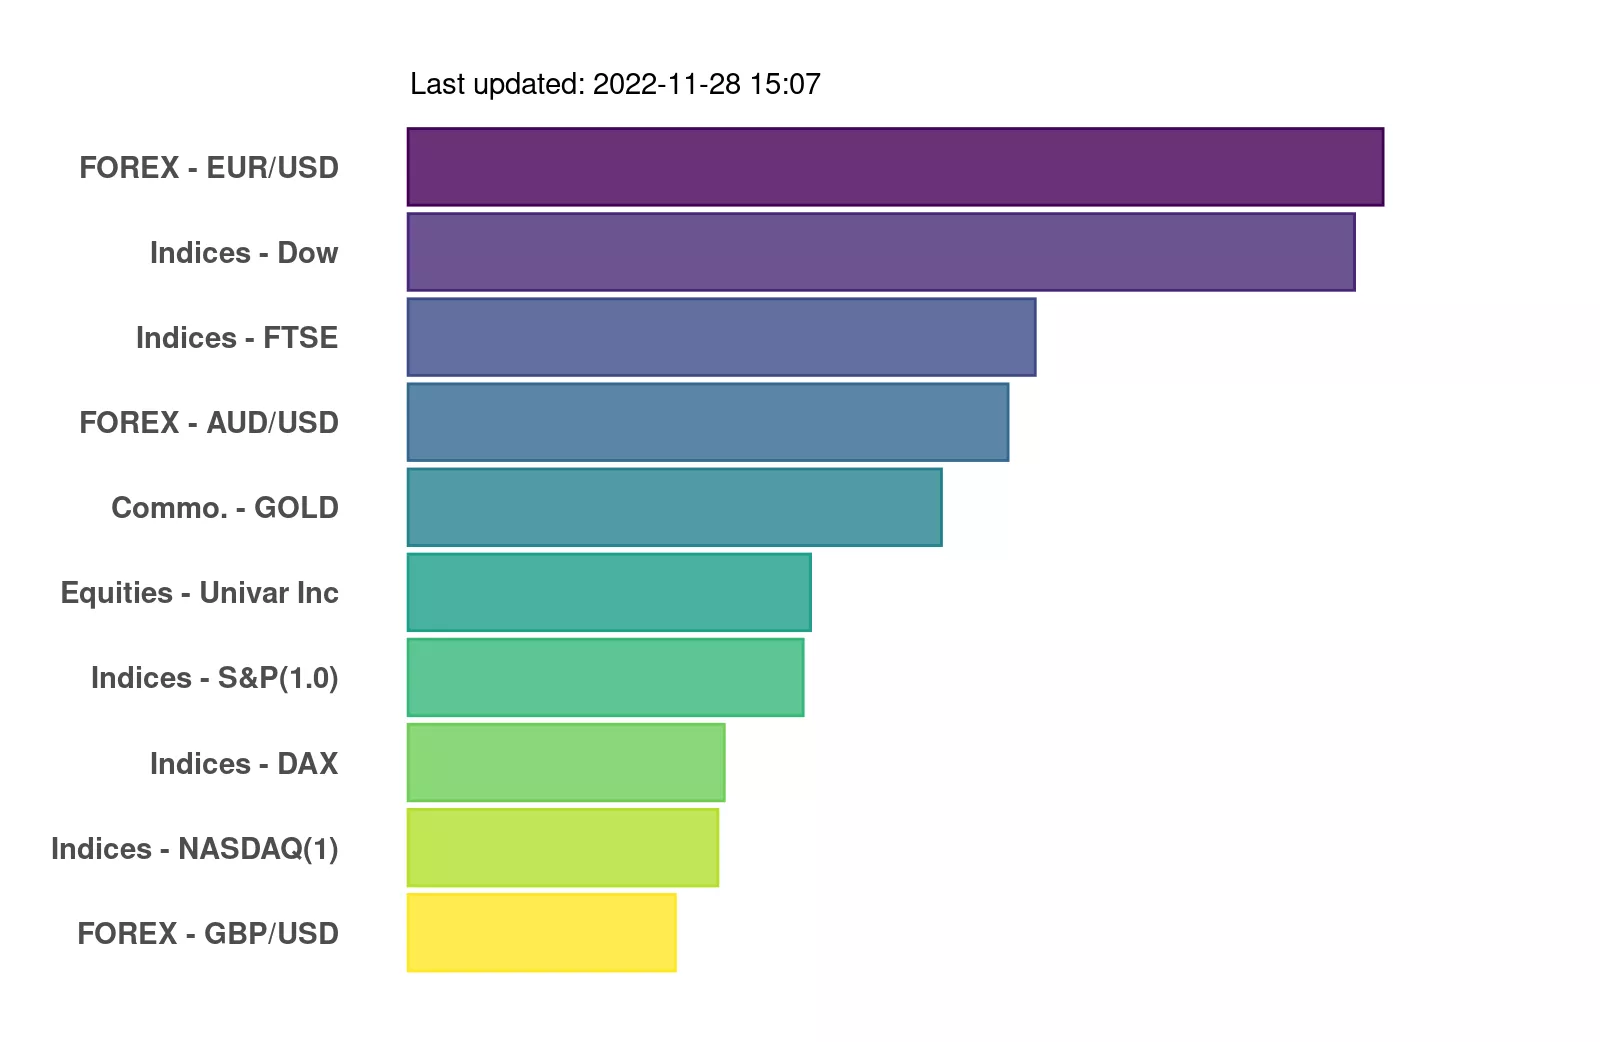 Last updated: 2022-11-28 15:07
FOREX - EUR/USD
Indices - Dow
Indices - FTSE
FOREX - AUD/USD
Commo. - GOLD
Equities - Univar Inc
Indices - S&P(1.0)
Indices - DAX
Indices - NASDAQ(1)
FOREX - GBP/USD